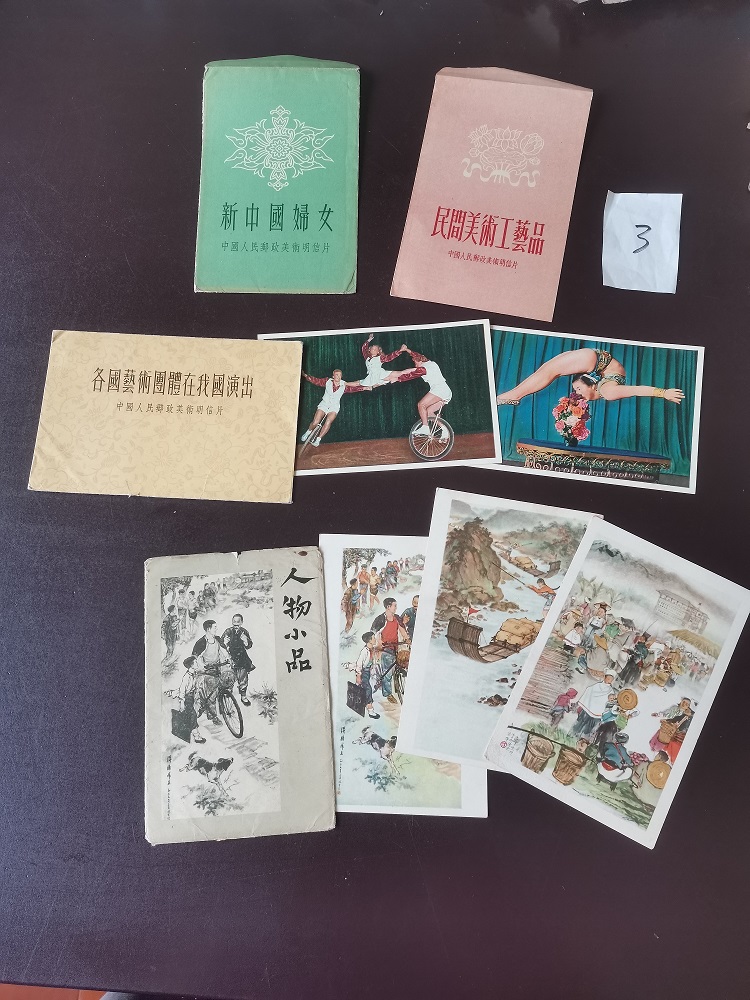 新中國婦女
中國人民郵政美術明信片
民間美術工藝品
中國人民郵政美術明信片
3
各國藝術團體在我國演出
中國人民郵政美術明信片
人物小品